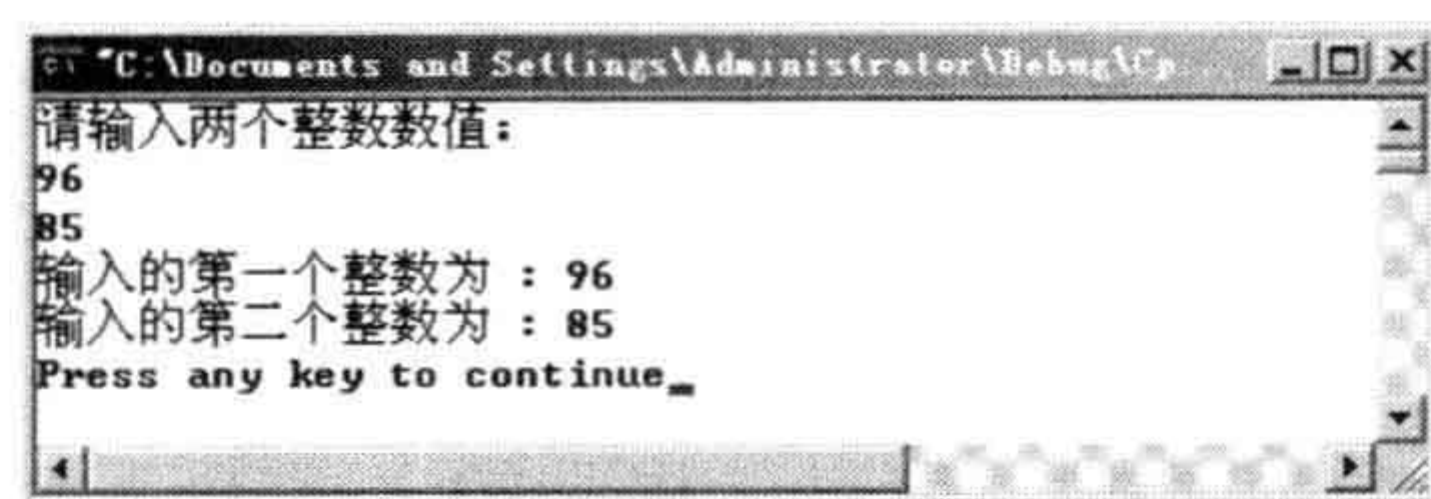 "C:\Documents and Settings\Administrator\Debug\Cp...
请输入两个整数数值：
96
85
输入的第一个整数为 : 96
输入的第二个整数为 : 85
Press any key to continue_